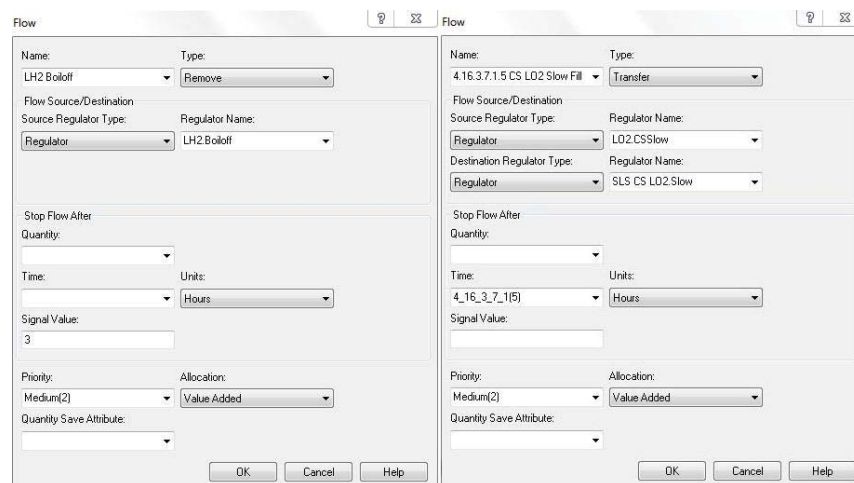 Flow
Name: Type:
LH2 Boiloff Remove
Flow Source/Destination
Source Regulator Type: Regulator Name:
Regulator LH2.Boiloff
Stop Flow After
Quantity:
Time: Units:
Hours
Signal Value:
3
Priority: Allocation:
Medium(2) Value Added
Quantity Save Attribute:
OK Cancel Help
Flow
Name: Type:
4.16.3.7.1.5 CS LO2 Slow Fill Transfer
Flow Source/Destination
Source Regulator Type: Regulator Name:
Regulator LO2.CSSlow
Destination Regulator Type: Regulator Name:
Regulator SLS CS LO2.Slow
Stop Flow After
Quantity:
Time: Units:
4_16_3_7_1(5) Hours
Signal Value:
Priority: Allocation:
Medium(2) Value Added
Quantity Save Attribute:
OK Cancel Help